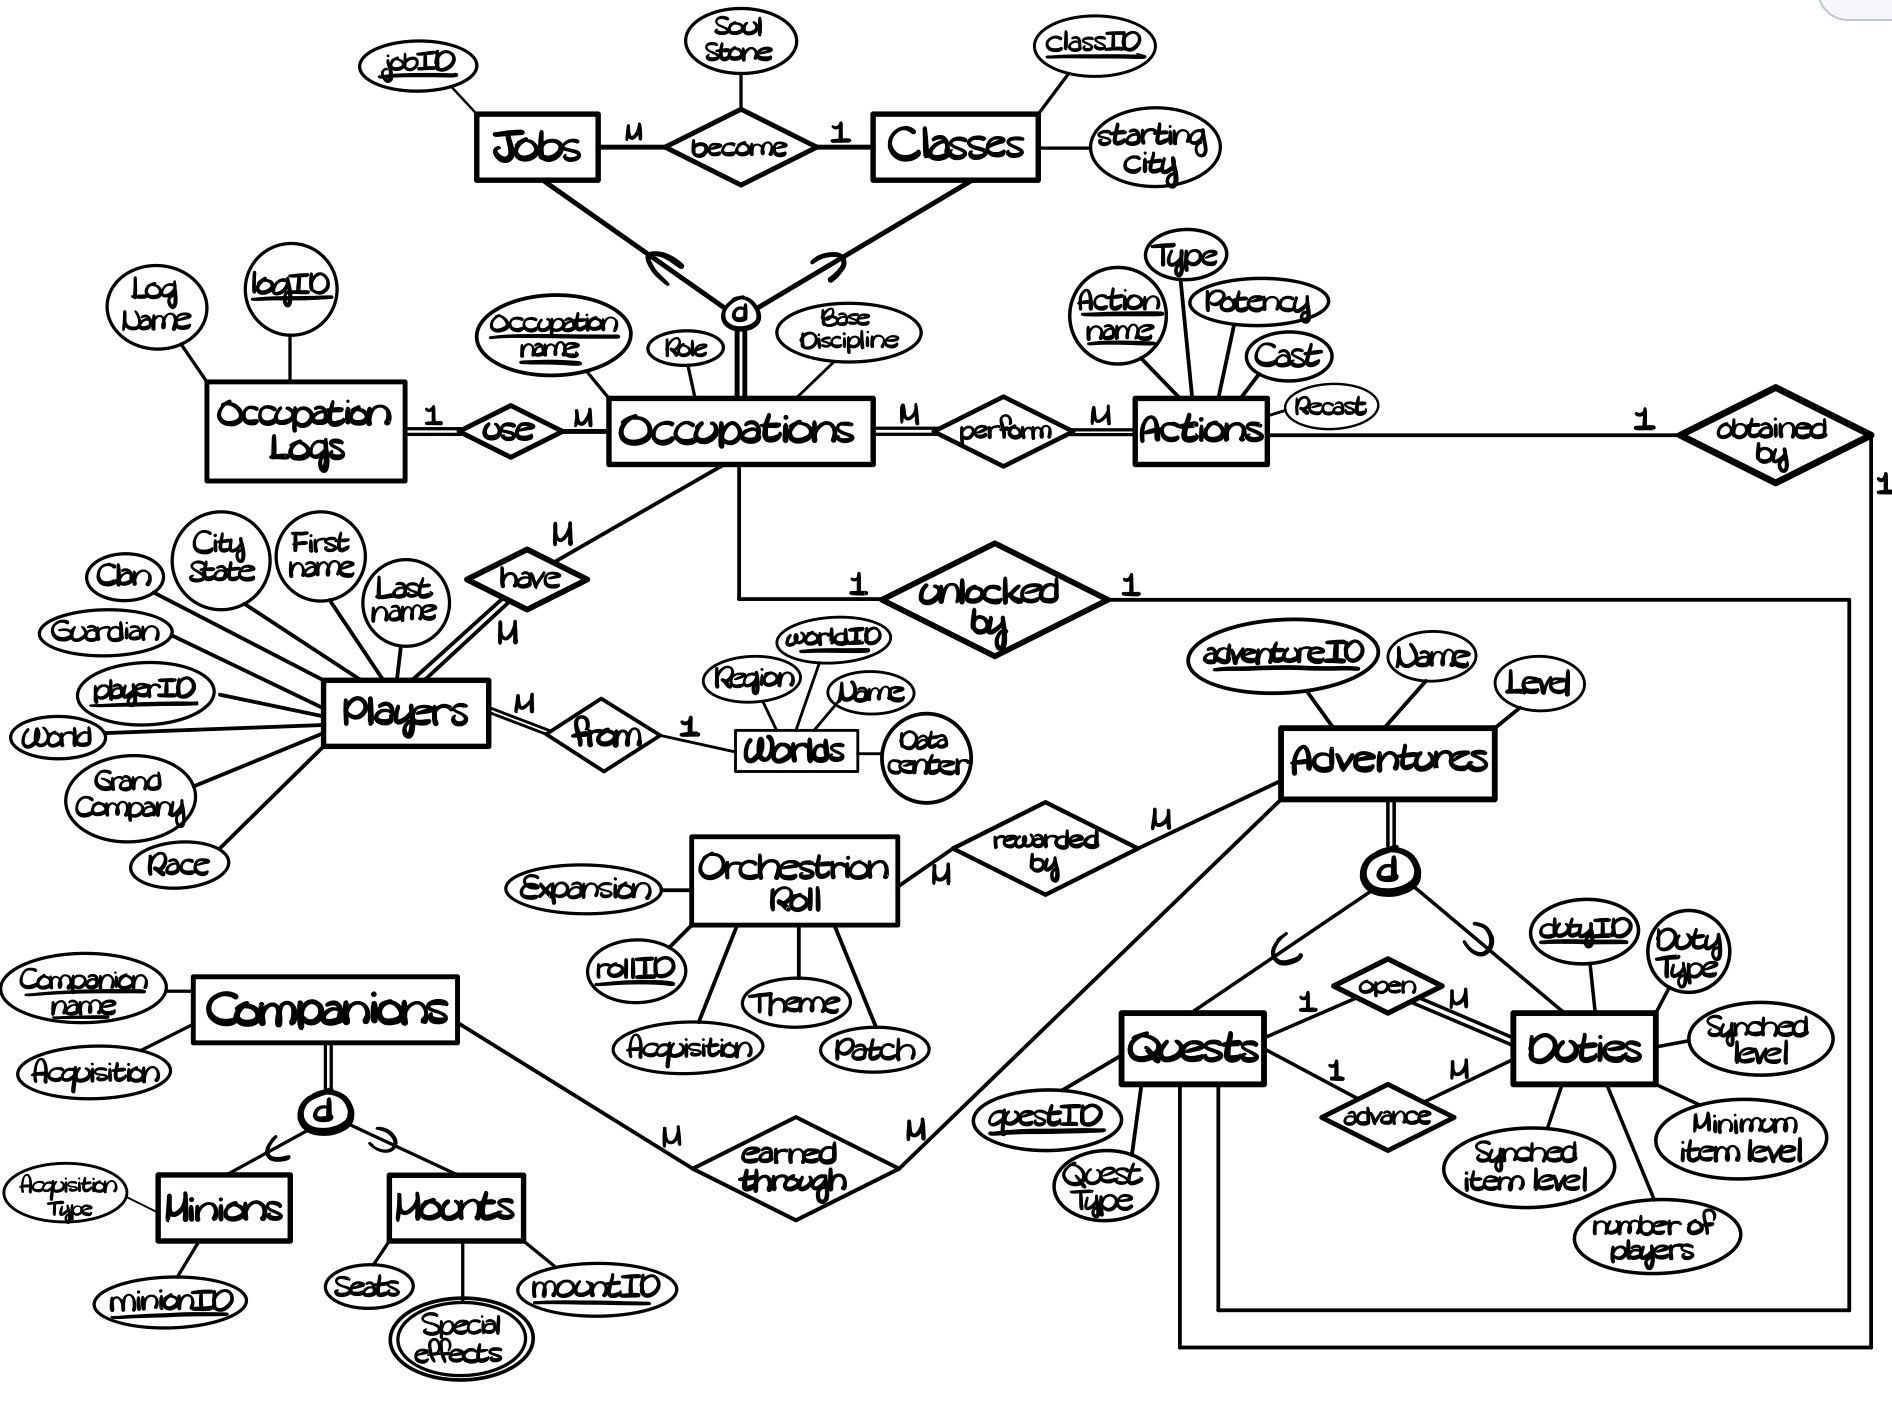 Soul
Stone
classID
jobID
Jobs
M
become
1
Classes
starting
city
Log
Name
logID
Type
Action
name
Potency
Cast
Recast
d
Occupation
name
Role
Base
Discipline
Occupation
Logs
1
use
M
Occupations
M
perform
M
Actions
1
obtained
by
1
M
have
M
1
unlocked
by
1
City
State
First
name
Last
name
Clan
Guardian
playerID
World
Grand
Company
Race
Players
M
from
1
Worlds
Region
worldID
Name
Data
center
adventureID
Name
Level
Adventures
M
rewarded
by
M
Orchestrion
Roll
Expansion
rollID
Acquisition
Theme
Patch
d
dutyID
Duty
Type
Synched
level
Minimum
item level
number of
players
Synched
item level
Duties
1
open
M
1
advance
M
Quests
questID
Quest
Type
Companion
name
Acquisition
Companions
M
earned
through
M
d
Acquisition
Type
Minions
minionID
Mounts
Seats
Special
effects
mountID